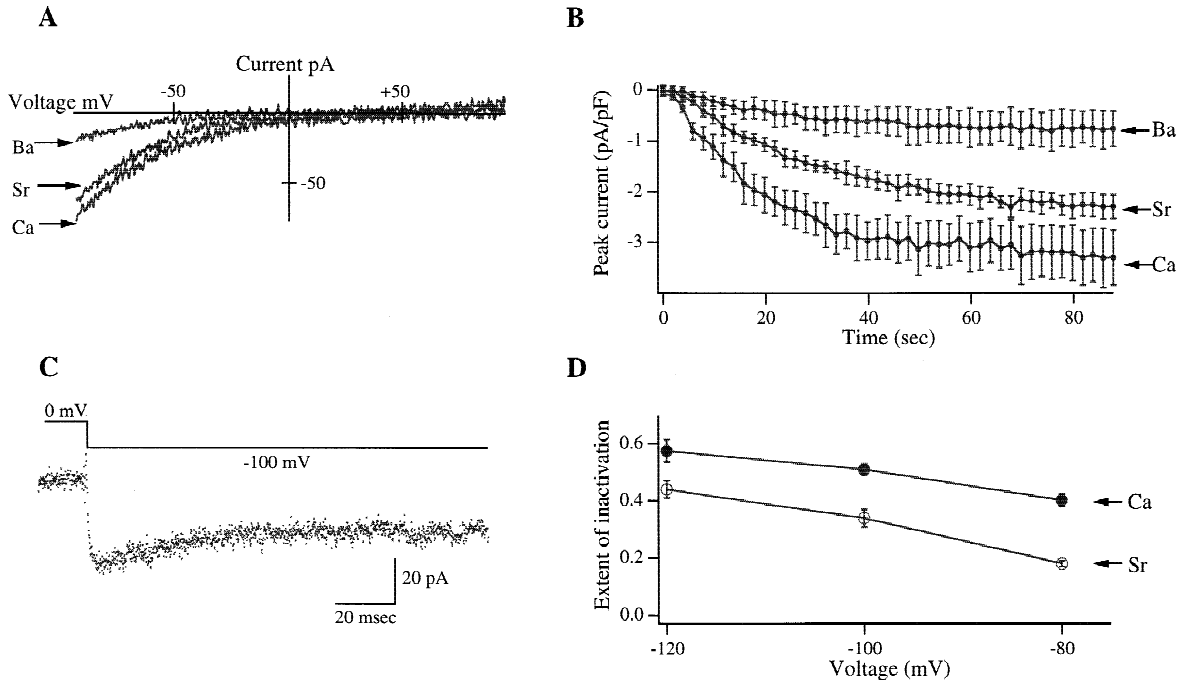 A
Current pA
Voltage mV
-50
+50
Ba
Sr
Ca
-50
B
Peak current (pA/pF)
0
-1
-2
-3
0
20
40
60
80
Time (sec)
Ba
Sr
Ca
C
0 mV
-100 mV
20 pA
20 msec
D
Extent of inactivation
0.6
0.4
0.2
0.0
-120
-100
-80
Voltage (mV)
Ca
Sr